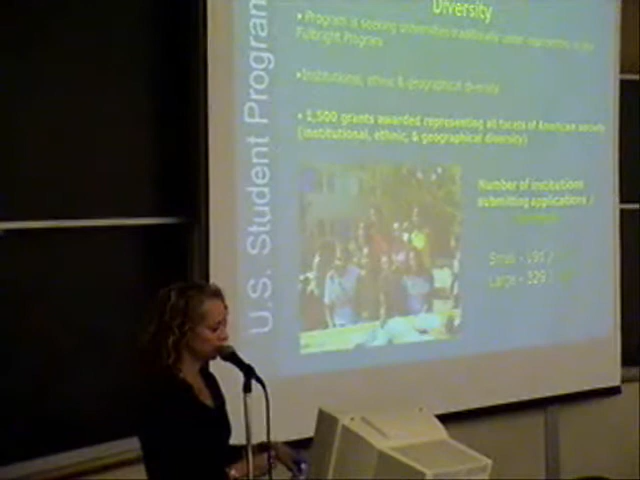 Diversity
U.S. Student Program
• Program is seeking universities traditionally under-represented in the
Fulbright Program
•Institutional, ethnic & geographical diversity
• 1,500 grants awarded representing all facets of American society
(institutional, ethnic, & geographical diversity)
Number of institutions
submitting applications /
Small - 199 /
Large - 329 /